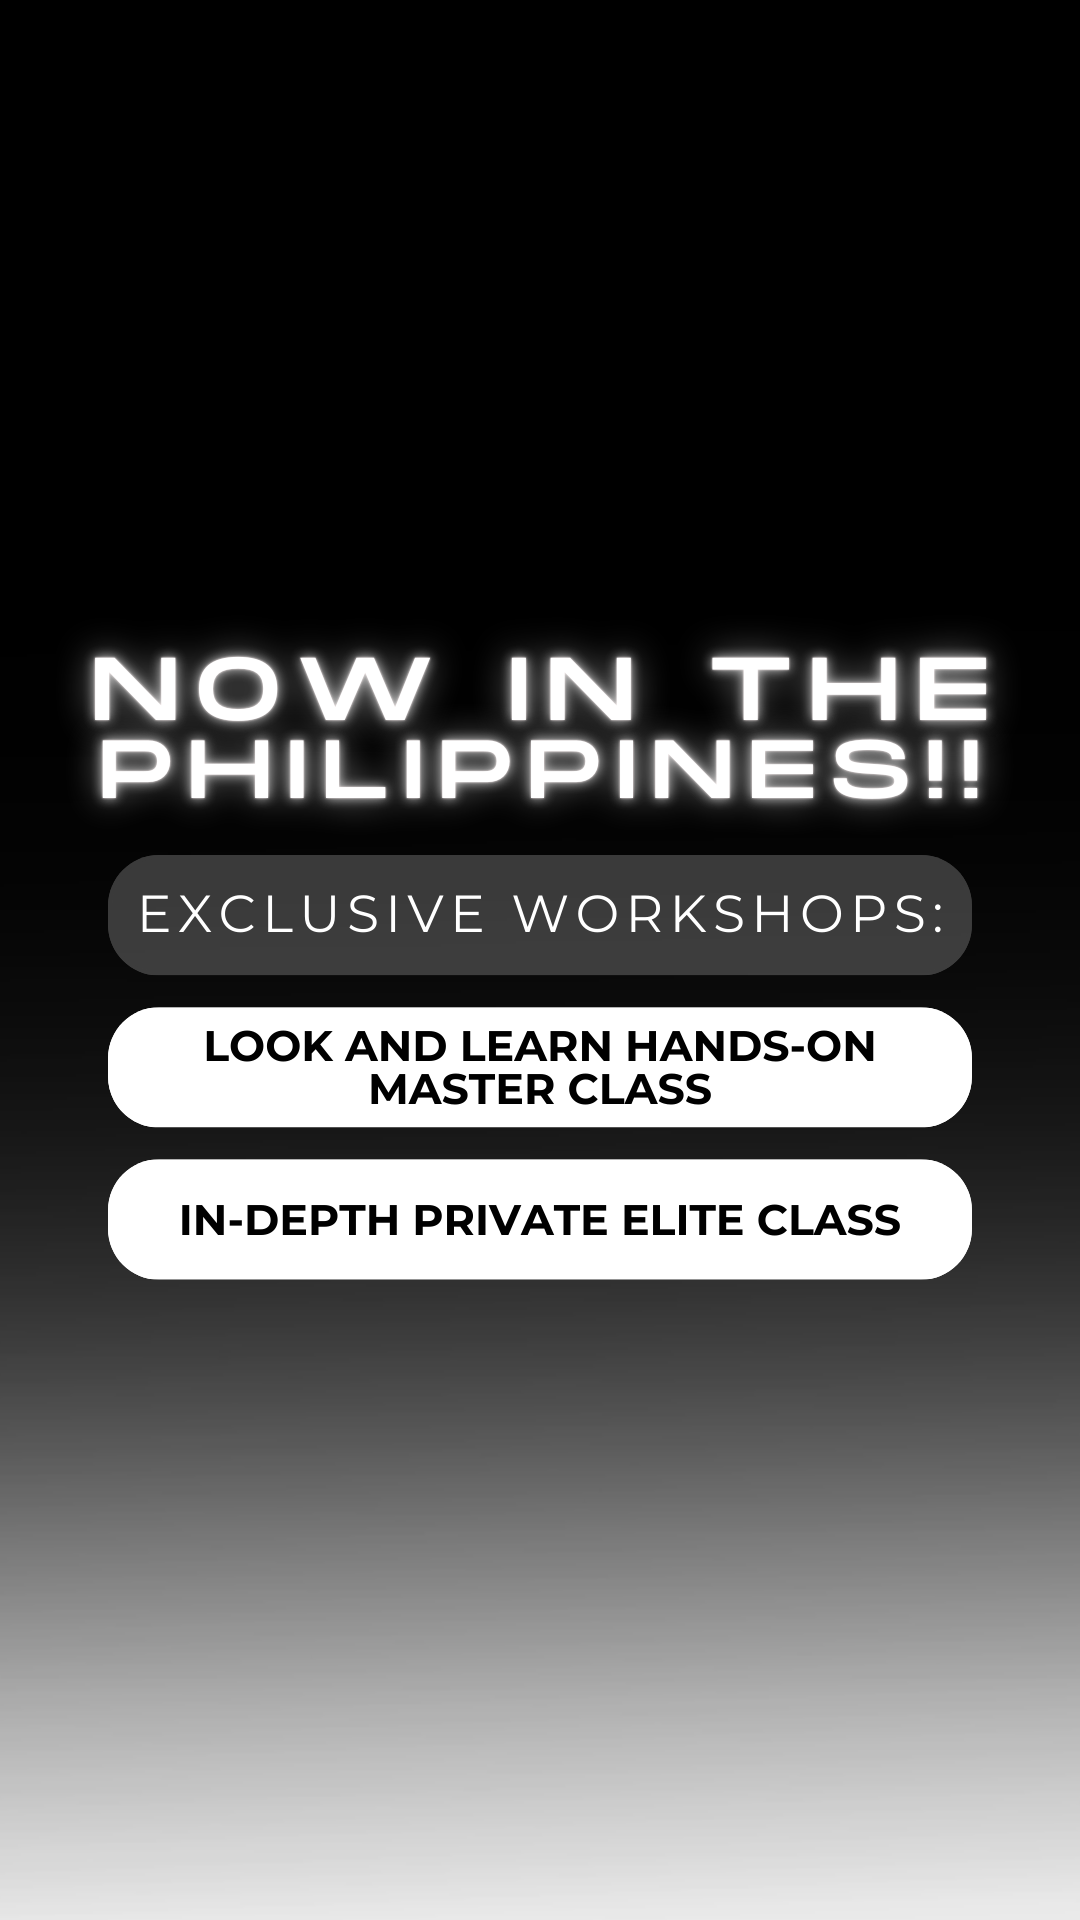 NOW IN THE
PHILIPPINES!!
EXCLUSIVE WORKSHOPS:
LOOK AND LEARN HANDS-ON
MASTER CLASS
IN-DEPTH PRIVATE ELITE CLASS